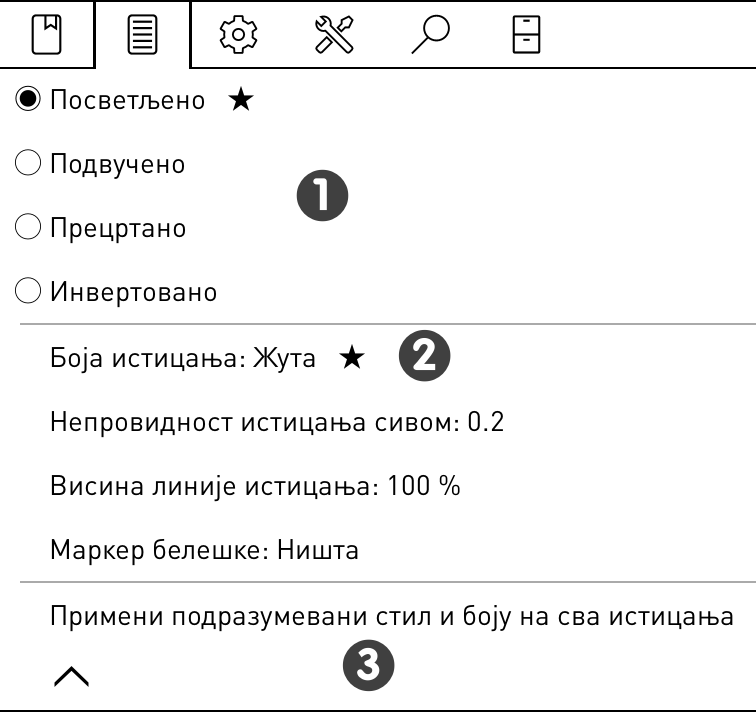 Посветљено ★
Подвучено
1
Прецртано
Инвертовано
Боја истицања: Жута ★ 2
Непровидност истицања сивом: 0.2
Висина линије истицања: 100 %
Маркер белешке: Ништа
Примени подразумевани стил и боју на сва истицања
3